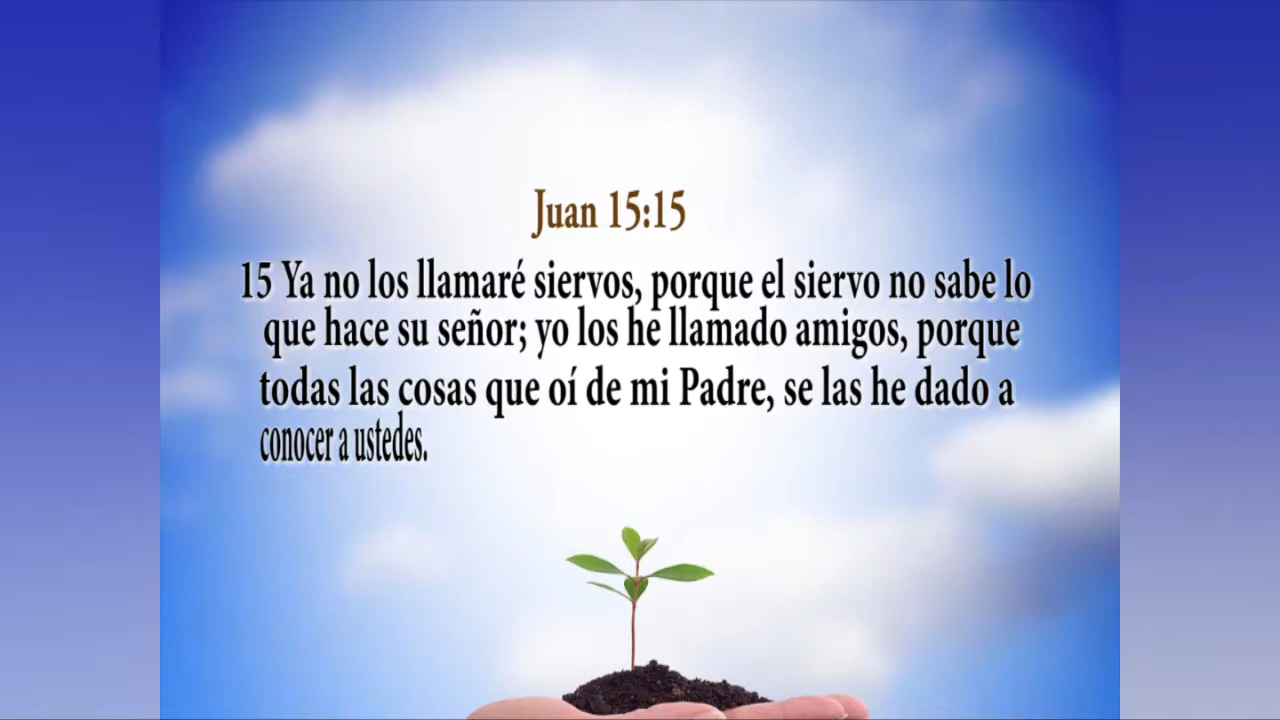 Juan 15:15
15 Ya no los llamaré siervos, porque el siervo no sabe lo
que hace su señor; yo los he llamado amigos, porque
todas las cosas que oí de mi Padre, se las he dado a
conocer a ustedes.